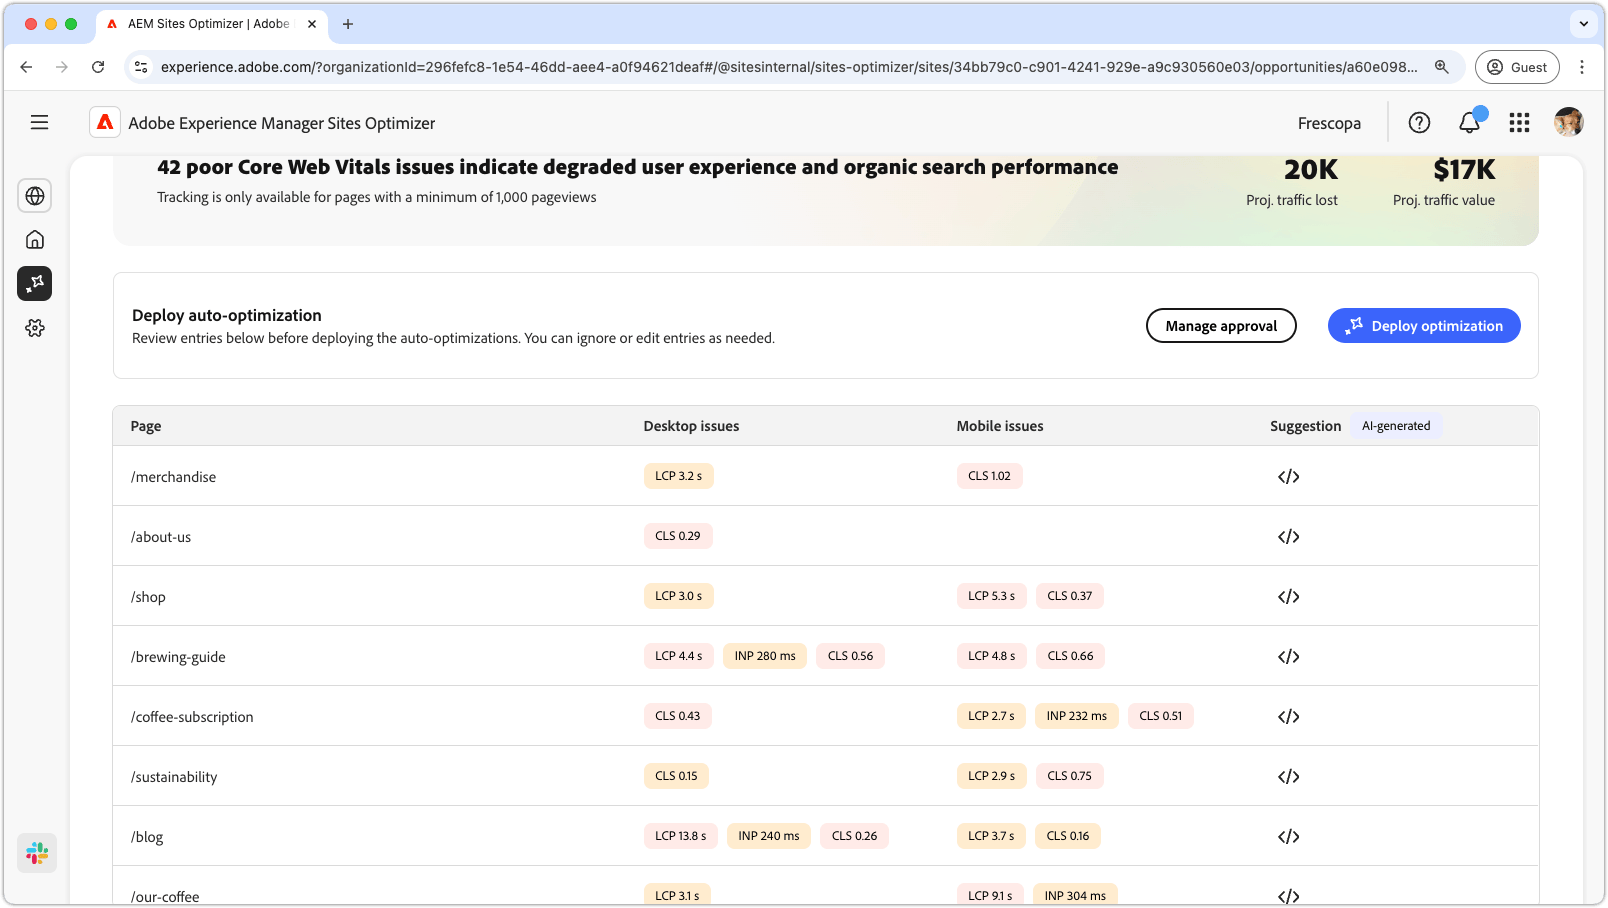 AEM Sites Optimizer | Adobe
experience.adobe.com/?organizationId=296fefc8-1e54-46dd-aee4-a0f94621deaf#/@sitesinternal/sites-optimizer/sites/34bb79c0-c901-4241-929e-a9c930560e03/opportunities/a60e098...
Guest
Adobe Experience Manager Sites Optimizer
Frescopa
42 poor Core Web Vitals issues indicate degraded user experience and organic search performance
20K
$17K
Tracking is only available for pages with a minimum of 1,000 pageviews
Proj. traffic lost
Proj. traffic value
Deploy auto-optimization
Review entries below before deploying the auto-optimizations. You can ignore or edit entries as needed.
Manage approval
Deploy optimization
Page Desktop issues Mobile issues Suggestion AI-generated
/merchandise LCP 3.2 s CLS 1.02 </>
/about-us CLS 0.29 </>
/shop LCP 3.0 s LCP 5.3 s CLS 0.37 </>
/brewing-guide LCP 4.4 s INP 280 ms CLS 0.56 LCP 4.8 s CLS 0.66 </>
/coffee-subscription CLS 0.43 LCP 2.7 s INP 232 ms CLS 0.51 </>
/sustainability CLS 0.15 LCP 2.9 s CLS 0.75 </>
/blog LCP 13.8 s INP 240 ms CLS 0.26 LCP 3.7 s CLS 0.16 </>
/our-coffee LCP 3.1 s LCP 9.1 s INP 304 ms </>